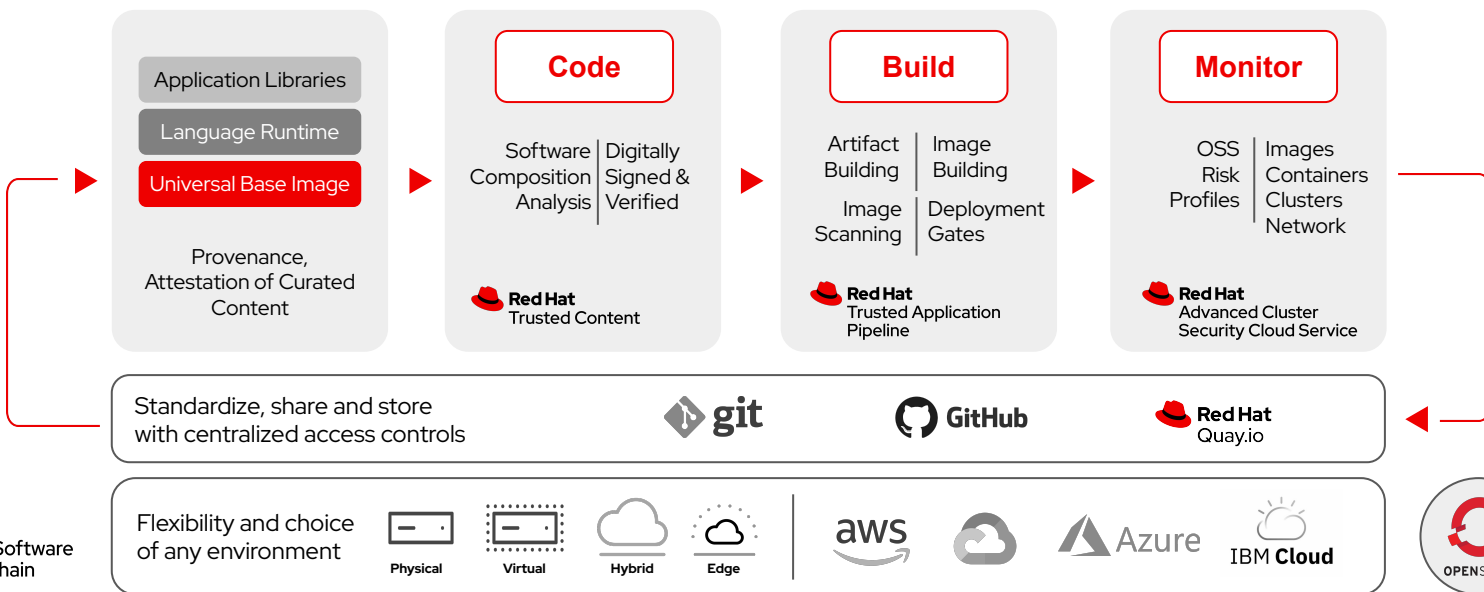 Application Libraries
Language Runtime
Universal Base Image
Provenance,
Attestation of Curated
Content
Code
Software
Composition
Analysis
Digitally
Signed &
Verified
Red Hat
Trusted Content
Build
Artifact
Building
Image
Building
Image
Scanning
Deployment
Gates
Red Hat
Trusted Application
Pipeline
Monitor
OSS
Risk
Profiles
Images
Containers
Clusters
Network
Red Hat
Advanced Cluster
Security Cloud Service
Standardize, share and store
with centralized access controls
git
GitHub
Red Hat
Quay.io
Flexibility and choice
of any environment
Physical
Virtual
Hybrid
Edge
aws
Azure
IBM Cloud
Software